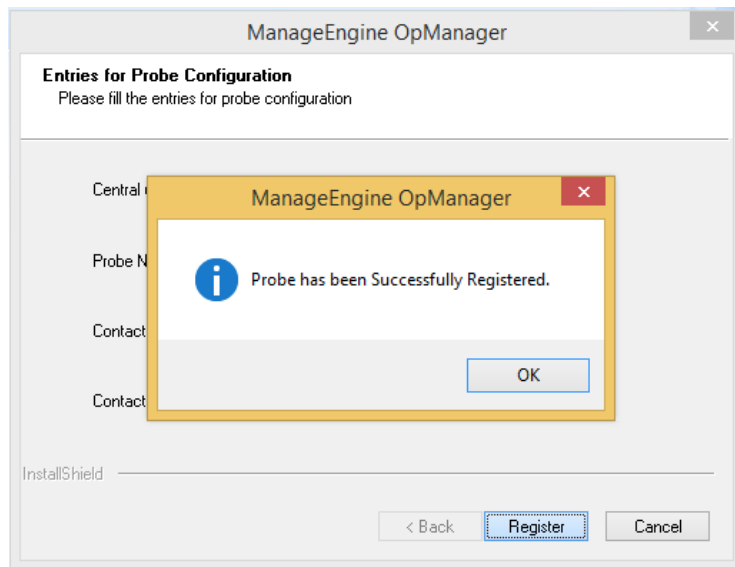 ManageEngine OpManager
Entries for Probe Configuration
Please fill the entries for probe configuration
Central
ManageEngine OpManager
Probe N
Probe has been Successfully Registered.
Contact
OK
Contact
InstallShield
< Back Register Cancel